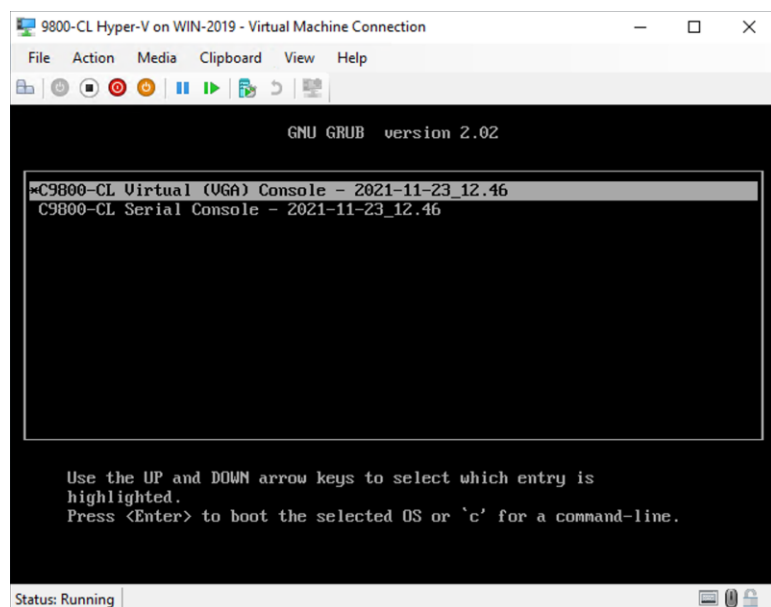 9800-CL Hyper-V on WIN-2019 - Virtual Machine Connection
File Action Media Clipboard View Help
GNU GRUB version 2.02
*C9800-CL Virtual (VGA) Console - 2021-11-23_12.46
C9800-CL Serial Console - 2021-11-23_12.46
Use the UP and DOWN arrow keys to select which entry is
highlighted.
Press <Enter> to boot the selected OS or `c' for a command-line.
Status: Running